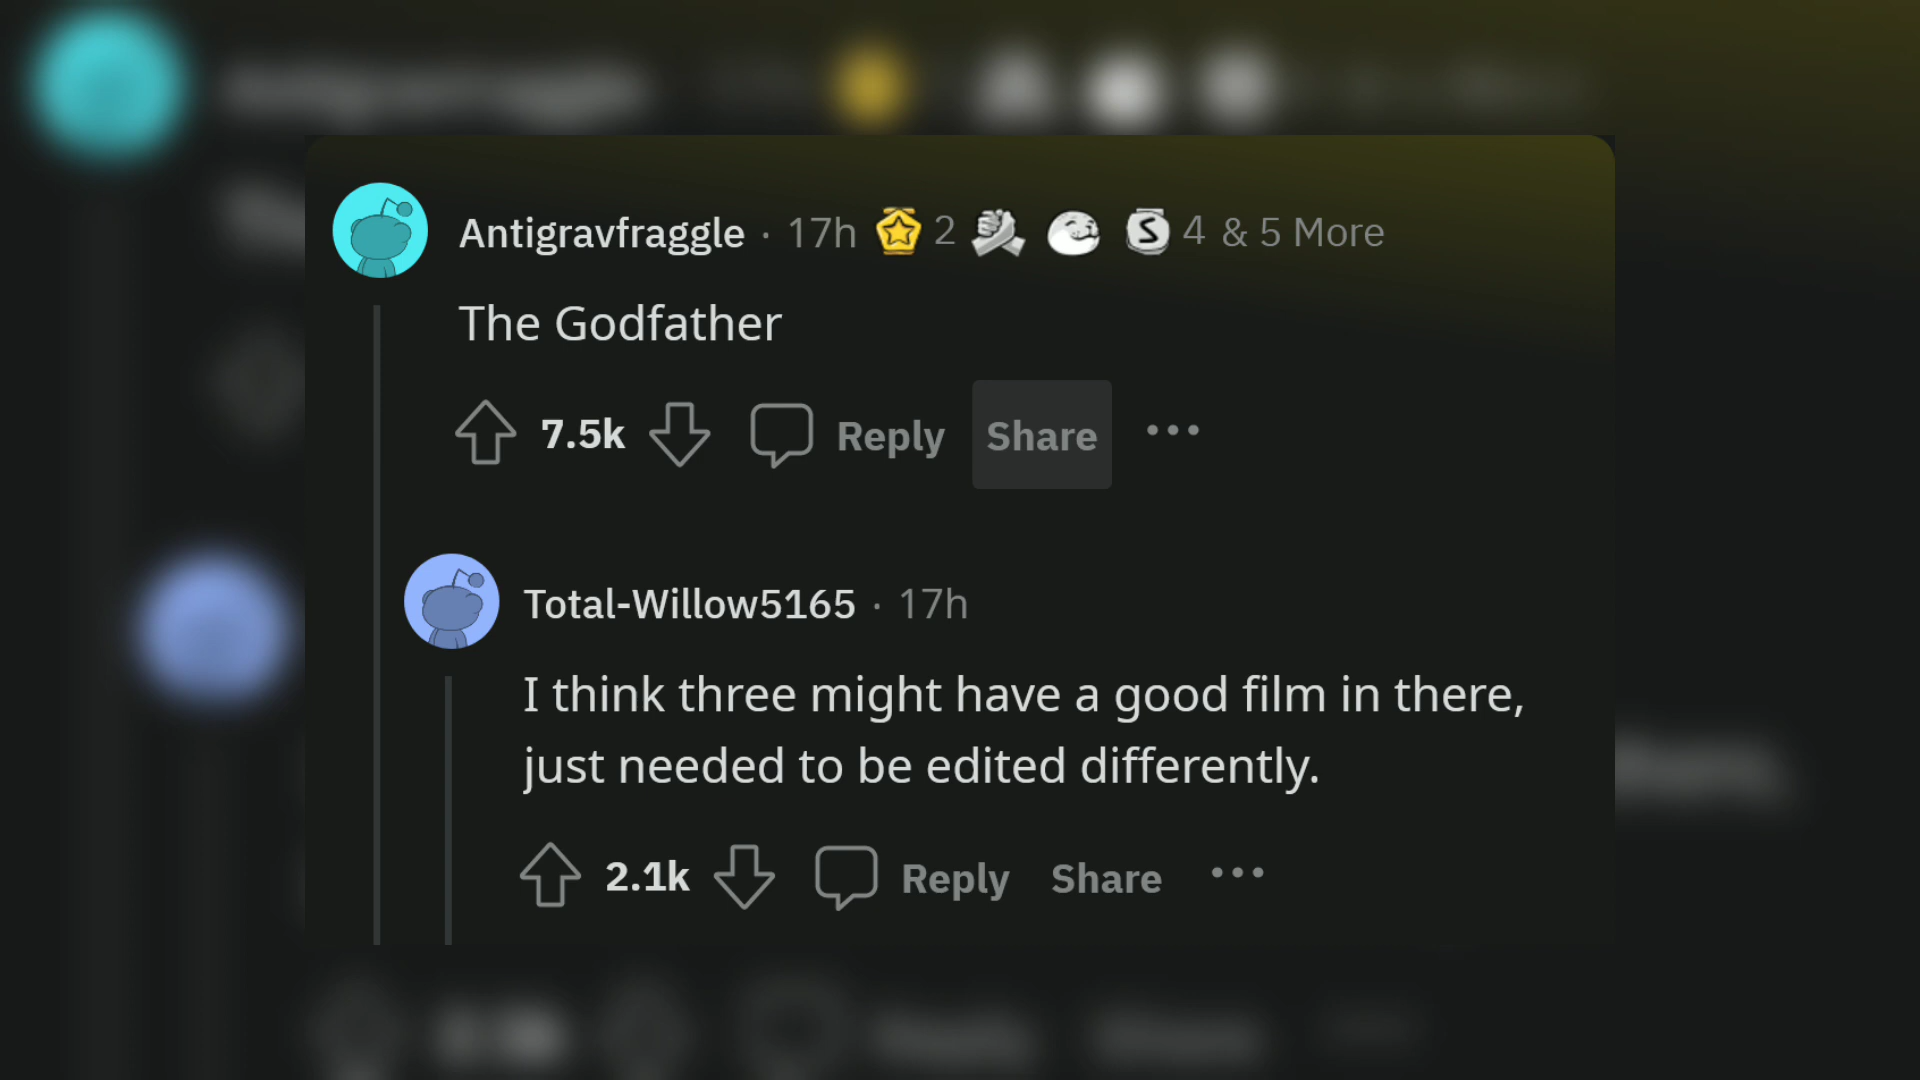 Antigravfraggle · 17h 2 S 4 & 5 More
The Godfather
7.5k Reply Share ...
Total-Willow5165 · 17h
I think three might have a good film in there,
just needed to be edited differently.
2.1k Reply Share ...